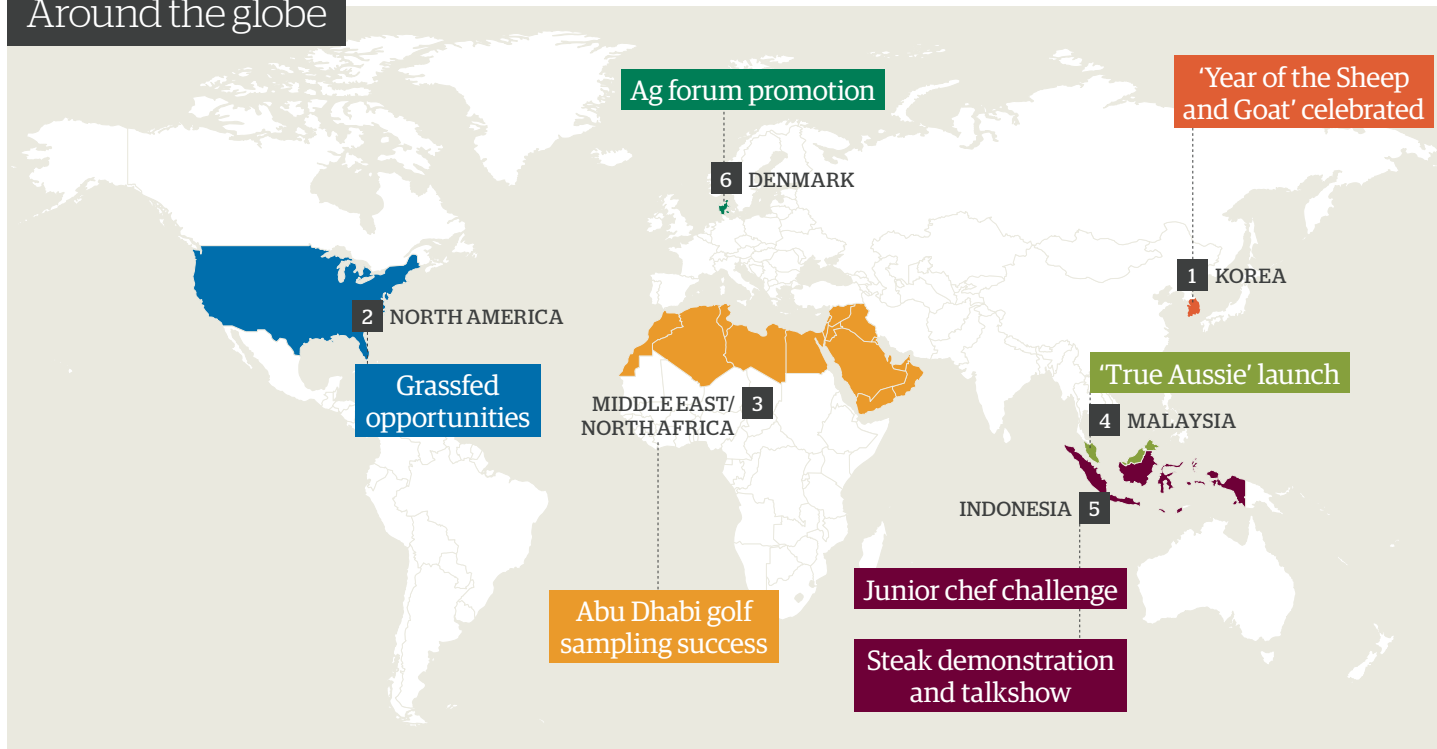 Around the globe
Ag forum promotion
'Year of the Sheep
and Goat' celebrated
6 DENMARK
1 KOREA
2 NORTH AMERICA
Grassfed
opportunities
'True Aussie' launch
MIDDLE EAST/
NORTH AFRICA
3
4 MALAYSIA
INDONESIA 5
Junior chef challenge
Abu Dhabi golf
sampling success
Steak demonstration
and talkshow